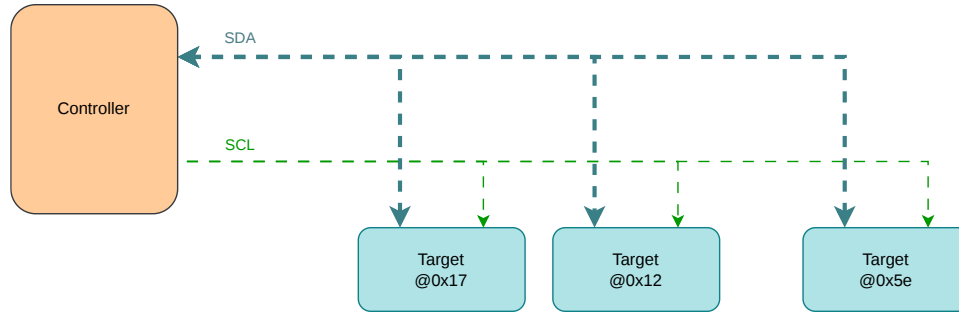 SDA
Controller
SCL
Target
@0x17
Target
@0x12
Target
@0x5e